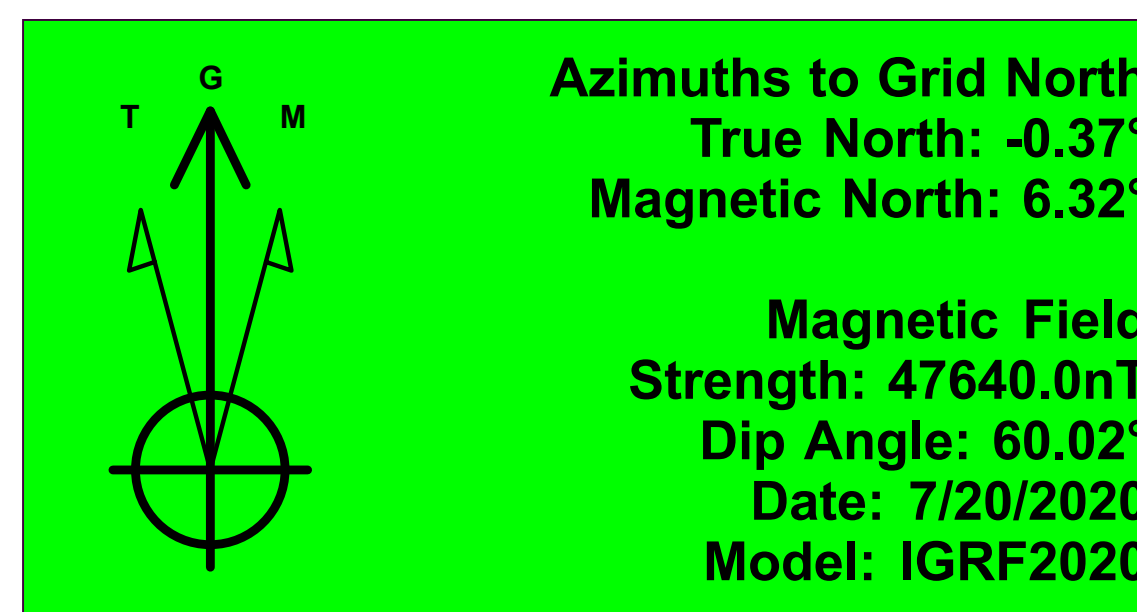 G
T M
Azimuths to Grid North
True North: -0.37°
Magnetic North: 6.32°
Magnetic Field
Strength: 47640.0nT
Dip Angle: 60.02°
Date: 7/20/2020
Model: IGRF2020